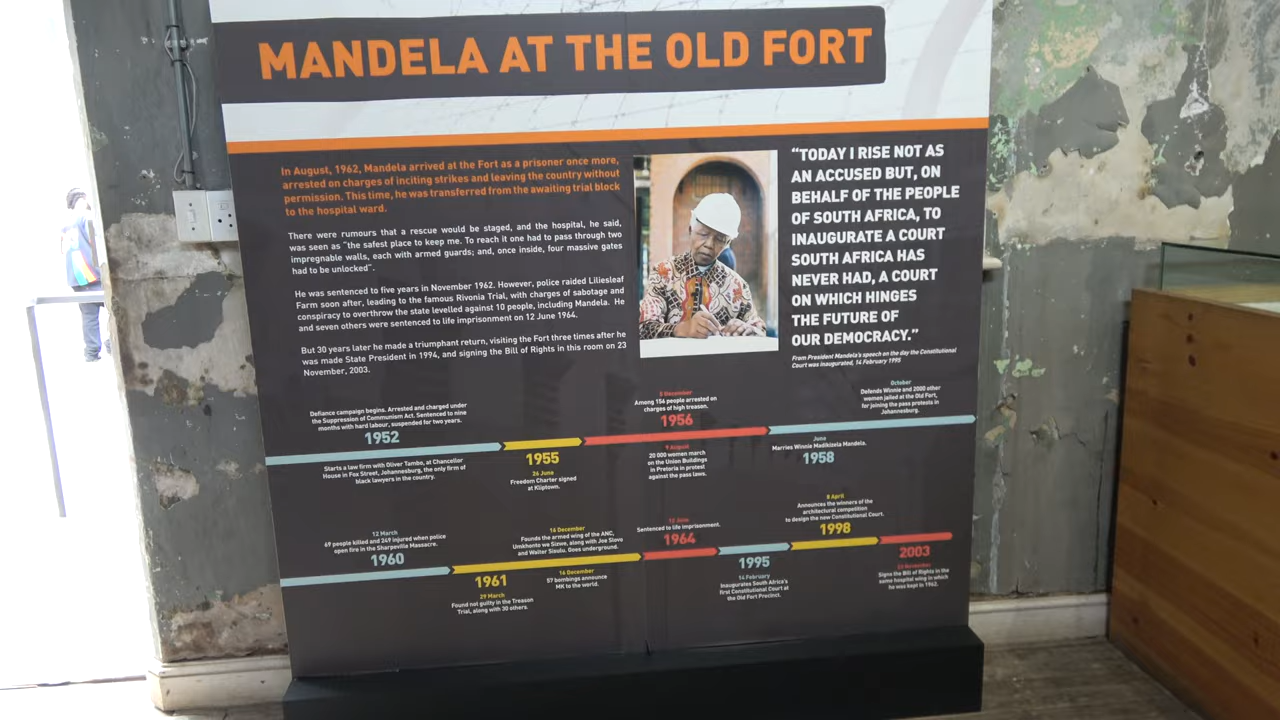 MANDELA AT THE OLD FORT
In August, 1962, Mandela arrived at the Fort as a prisoner once more,
arrested on charges of inciting strikes and leaving the country without
permission. This time, he was transferred from the awaiting trial block
to the hospital ward.
There were rumours that a rescue would be staged, and the hospital, he said,
was seen as “the safest place to keep me. To reach it one had to pass through two
impregnable walls, each with armed guards; and, once inside, four massive gates
had to be unlocked”.
He was sentenced to five years in November 1962. However, police raided Liliesleaf
Farm soon after, leading to the famous Rivonia Trial, with charges of sabotage and
conspiracy to overthrow the state levelled against 10 people, including Mandela. He
and seven others were sentenced to life imprisonment on 12 June 1964.
But 30 years later he made a triumphant return, visiting the Fort three times after he
was made State President in 1994, and signing the Bill of Rights in this room on 23
November, 2003.
“TODAY I RISE NOT AS
AN ACCUSED BUT, ON
BEHALF OF THE PEOPLE
OF SOUTH AFRICA, TO
INAUGURATE A COURT
SOUTH AFRICA HAS
NEVER HAD, A COURT
ON WHICH HINGES
THE FUTURE OF
OUR DEMOCRACY.”
From President Mandela's speech on the day the Constitutional
Court was inaugurated, 14 February 1995
Defiance campaign begins. Arrested and charged under
the Suppression of Communism Act. Sentenced to nine
months with hard labour, suspended for two years.
1952
Starts a law firm with Oliver Tambo, at Chancellor
House in Fox Street, Johannesburg, the only firm of
black lawyers in the country.
1955
26 June
Freedom Charter signed
at Kliptown.
5 December
Among 156 people arrested on
charges of high treason.
1956
9 August
20 000 women march
on the Union Buildings
in Pretoria in protest
against the pass laws.
October
Defends Winnie and 2000 other
women jailed at the Old Fort,
for joining the pass protests in
Johannesburg.
June
Marries Winnie Madikizela Mandela.
1958
12 March
69 people killed and 249 injured when police
open fire in the Sharpeville Massacre.
1960
16 December
Founds the armed wing of the ANC,
Umkhonto we Sizwe, along with Joe Slovo
and Walter Sisulu. Goes underground.
1961
29 March
Found not guilty in the Treason
Trial, along with 30 others.
16 December
57 bombings announce
MK to the world.
12 June
Sentenced to life imprisonment.
1964
1995
14 February
Inaugurates South Africa's
first Constitutional Court at
the Old Fort Precinct.
8 April
Announces the winners of the
architectural competition
to design the new Constitutional Court.
1998
2003
November
Signs the Bill of Rights in the
same hospital wing in which
he was kept in 1962.